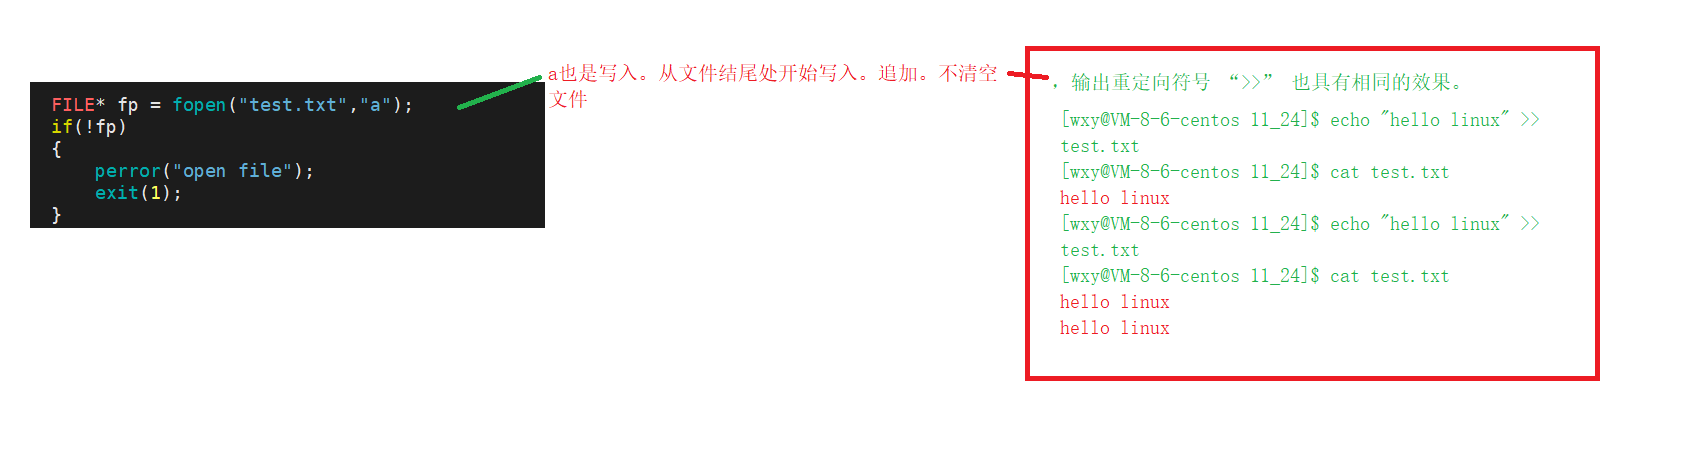 FILE* fp = fopen("test.txt","a");
if(!fp)
{
    perror("open file");
    exit(1);
}
a也是写入。从文件结尾处开始写入。追加。不清空
文件
，输出重定向符号 “>>” 也具有相同的效果。
[wxy@VM-8-6-centos 11_24]$ echo "hello linux" >>
test.txt
[wxy@VM-8-6-centos 11_24]$ cat test.txt
hello linux
[wxy@VM-8-6-centos 11_24]$ echo "hello linux" >>
test.txt
[wxy@VM-8-6-centos 11_24]$ cat test.txt
hello linux
hello linux